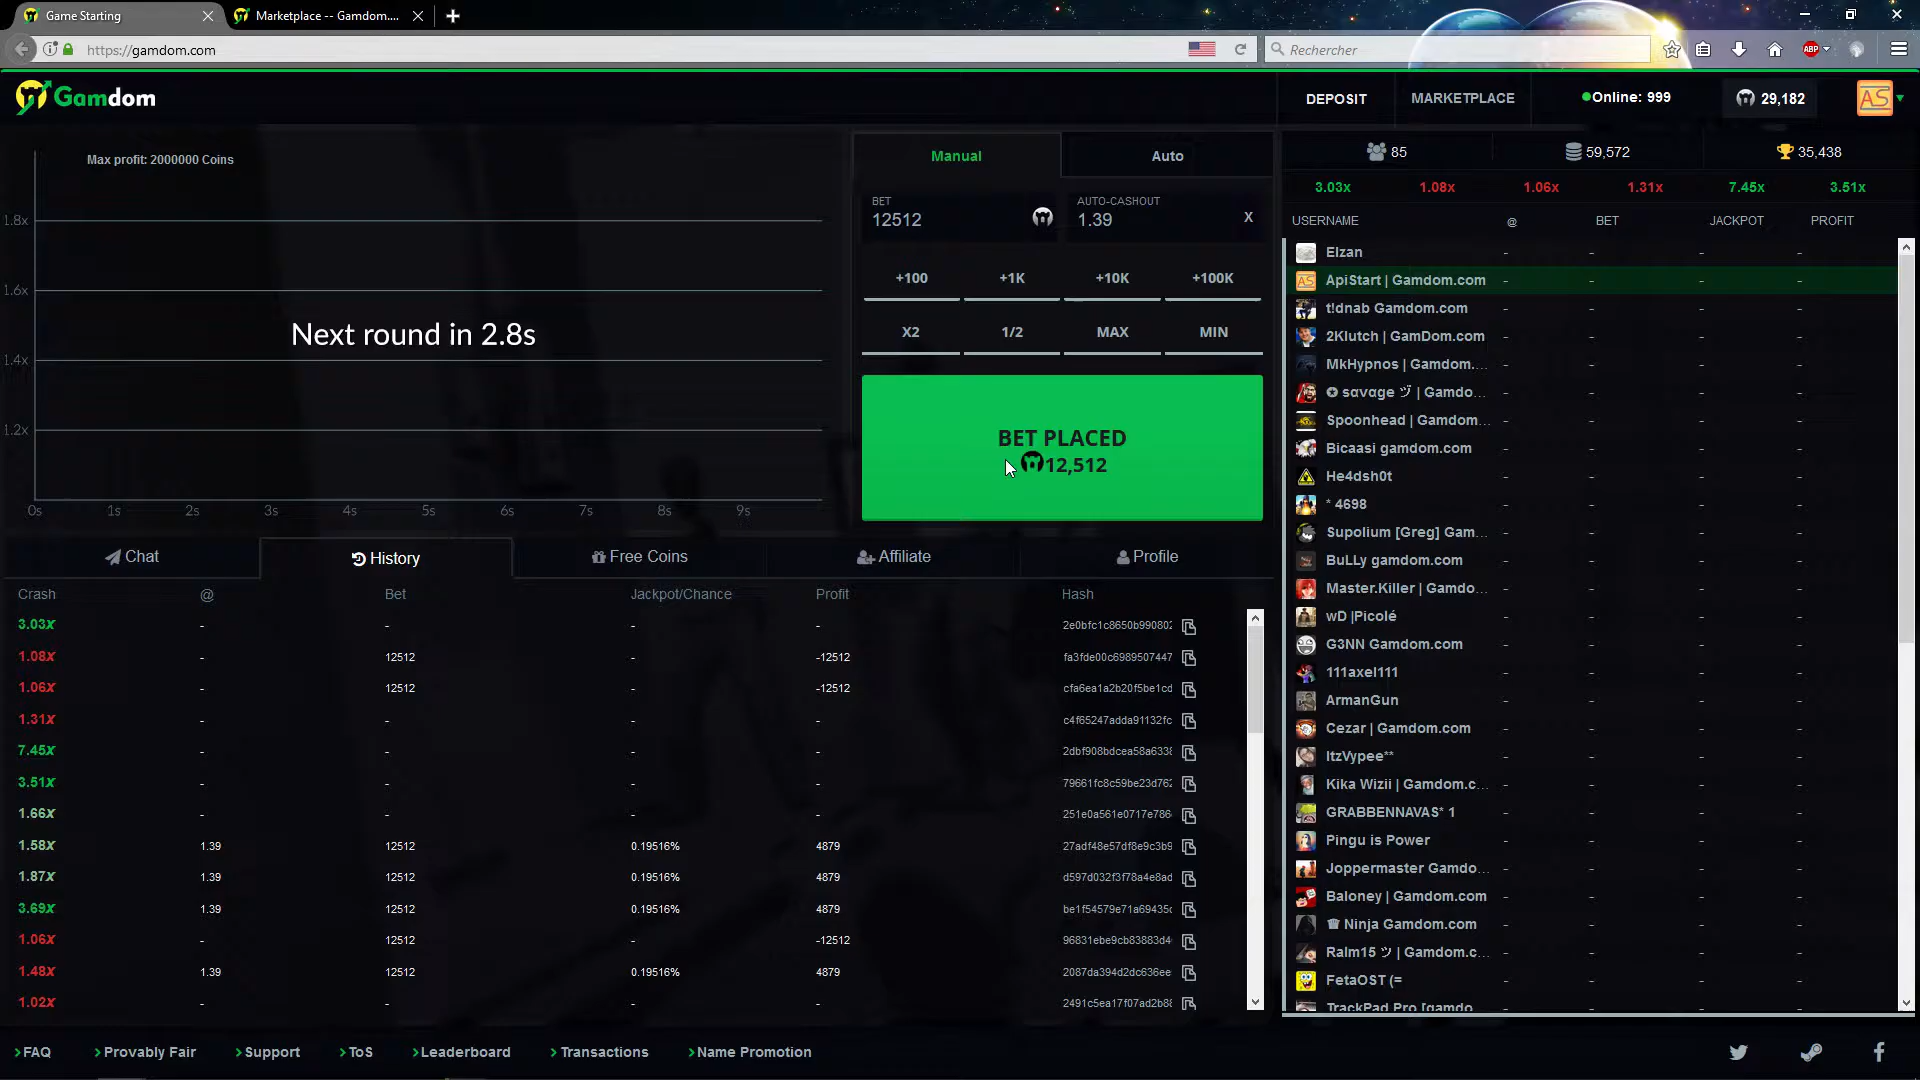 Game Starting
Marketplace -- Gamdom....
https://gamdom.com
Rechercher
ABP
Gamdom
DEPOSIT
MARKETPLACE
Online: 999
29,182
AS
Max profit: 2000000 Coins
1.8x
1.6x
1.4x
1.2x
Next round in 2.8s
0s 1s 2s 3s 4s 5s 6s 7s 8s 9s
Manual
Auto
BET
12512
AUTO-CASHOUT
1.39
X
+100 +1K +10K +100K
X2 1/2 MAX MIN
BET PLACED
12,512
85
59,572
35,438
3.03x 1.08x 1.06x 1.31x 7.45x 3.51x
USERNAME @ BET JACKPOT PROFIT
Elzan - - - -
ApiStart | Gamdom.com - - - -
t!dnab Gamdom.com - - - -
2Klutch | GamDom.com - - - -
MkHypnos | Gamdom.... - - - -
✪ sαvαge ヅ | Gamdo... - - - -
Spoonhead | Gamdom... - - - -
Bicaasi gamdom.com - - - -
He4dsh0t - - - -
* 4698 - - - -
Supolium [Greg] Gam... - - - -
BuLLy gamdom.com - - - -
Master.Killer | Gamdo... - - - -
wD |Picolé - - - -
G3NN Gamdom.com - - - -
111axel111 - - - -
ArmanGun - - - -
Cezar | Gamdom.com - - - -
ItzVypee** - - - -
Kika Wizii | Gamdom.c... - - - -
GRABBENNAVAS* 1 - - - -
Pingu is Power - - - -
Joppermaster Gamdo... - - - -
Baloney | Gamdom.com - - - -
♕ Ninja Gamdom.com - - - -
Ralm15 ツ | Gamdom.c... - - - -
FetaOST (= - - - -
TrackPad Pro [gamdo - - - -
Chat
History
Free Coins
Affiliate
Profile
Crash @ Bet Jackpot/Chance Profit Hash
3.03x - - - - 2e0bfc1c8650b990802
1.08x - 12512 - -12512 fa3fde00c6989507447
1.06x - 12512 - -12512 cfa6ea1a2b20f5be1cd
1.31x - - - - c4f65247adda91132fc
7.45x - - - - 2dbf908bdcea58a6338
3.51x - - - - 79661fc8c59be23d762
1.66x - - - - 251e0a561e0717e786
1.58x 1.39 12512 0.19516% 4879 27adf48e57df8e9c3b9
1.87x 1.39 12512 0.19516% 4879 d597d032f3f78a4e8ad
3.69x 1.39 12512 0.19516% 4879 be1f54579e71a69435c
1.06x - 12512 - -12512 96831ebe9cb83883d4
1.48x 1.39 12512 0.19516% 4879 2087da394d2dc636ee
1.02x - - - - 2491c5ea17f07ad2b88
FAQ
Provably Fair
Support
ToS
Leaderboard
Transactions
Name Promotion